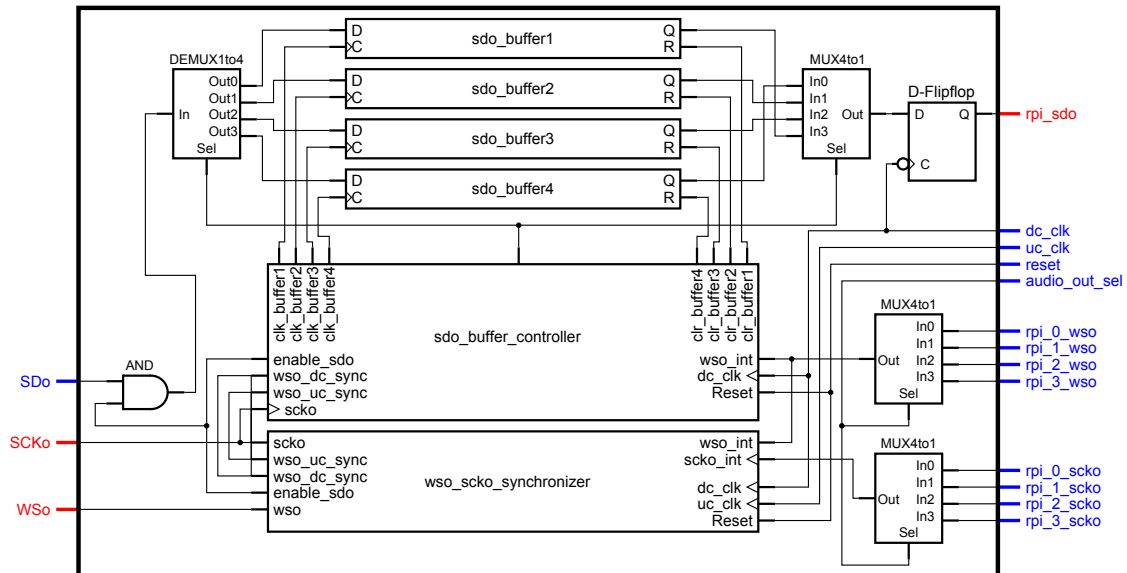 DEMUX1to4
In
Out0
Out1
Out2
Out3
Sel
D
C
sdo_buffer1
Q
R
D
C
sdo_buffer2
Q
R
D
C
sdo_buffer3
Q
R
D
C
sdo_buffer4
Q
R
MUX4to1
In0
In1
In2
In3
Out
Sel
D-Flipflop
D
Q
C
rpi_sdo
dc_clk
uc_clk
reset
audio_out_sel
clk_buffer1
clk_buffer2
clk_buffer3
clk_buffer4
clr_buffer4
clr_buffer3
clr_buffer2
clr_buffer1
sdo_buffer_controller
enable_sdo
wso_dc_sync
wso_uc_sync
scko
wso_int
dc_clk
Reset
AND
SDo
SCKo
WSo
scko
wso_uc_sync
wso_dc_sync
enable_sdo
wso
wso_scko_synchronizer
wso_int
scko_int
dc_clk
uc_clk
Reset
MUX4to1
Out
In0
In1
In2
In3
Sel
rpi_0_wso
rpi_1_wso
rpi_2_wso
rpi_3_wso
MUX4to1
Out
In0
In1
In2
In3
Sel
rpi_0_scko
rpi_1_scko
rpi_2_scko
rpi_3_scko